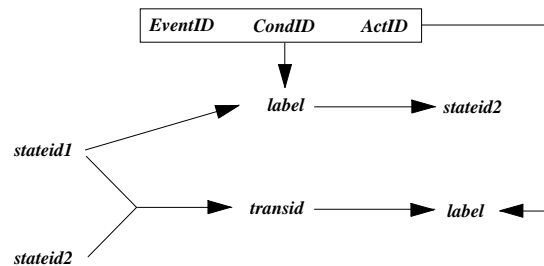 EventID CondID ActID
label stateid2
stateid1
transid label
stateid2